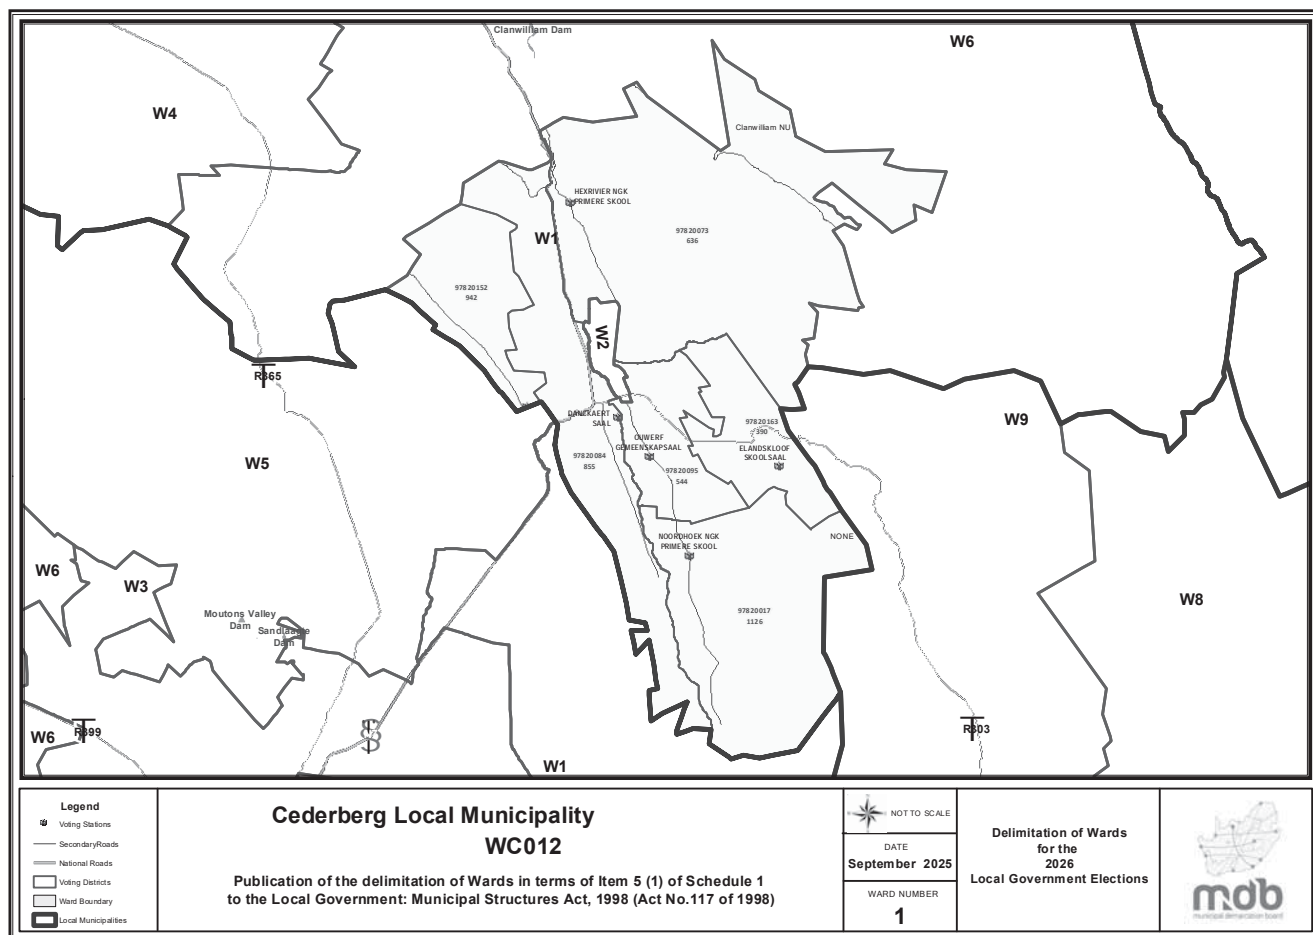 Clanwilliam Dam
W6
W4
Clanwilliam NU
HEXRIVIER NGK
PRIMERE SKOOL
W1
97820073
636
97820152
942
W2
R365
DANCKAERT
SAAL
97820163
390
W9
OUWERF
GEMEENSKAPSAAL
ELANDSKLOOF
SKOOLSAAL
W5
97820084
855
97820095
544
NOORDHOEK NGK
PRIMERE SKOOL
NONE
W6
W3
W8
Moutons Valley
Dam
Sandlaagte
Dam
97820017
1126
R399
R303
W6
W1
Legend
Voting Stations
SecondaryRoads
National Roads
Voting Districts
Ward Boundary
Local Municipalities
Cederberg Local Municipality
WC012
Publication of the delimitation of Wards in terms of Item 5 (1) of Schedule 1
to the Local Government: Municipal Structures Act, 1998 (Act No.117 of 1998)
NOT TO SCALE
DATE
September 2025
WARD NUMBER
1
Delimitation of Wards
for the
2026
Local Government Elections
mdb
municipal demarcation board